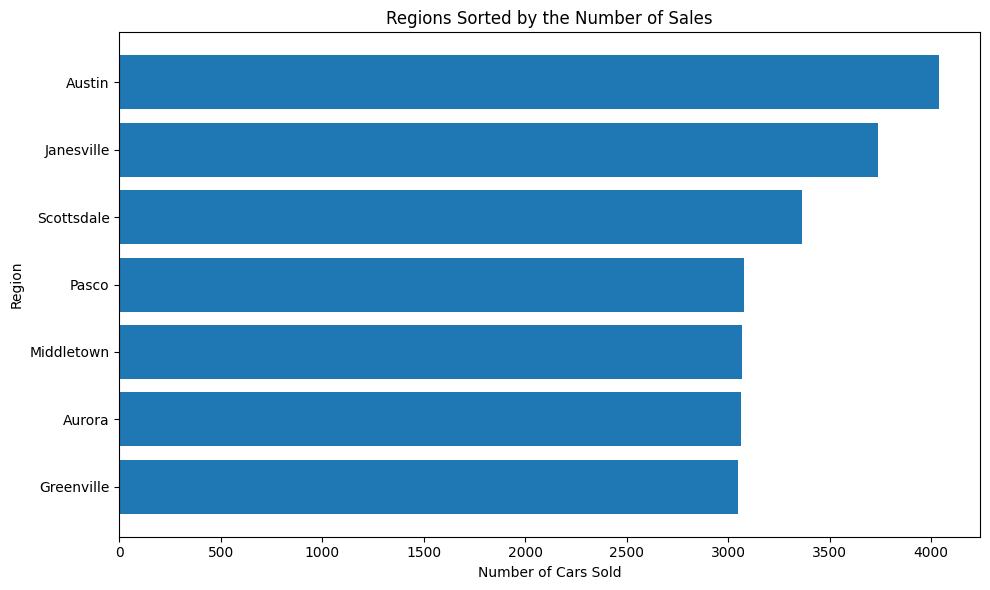 Regions Sorted by the Number of Sales
Region
Austin
Janesville
Scottsdale
Pasco
Middletown
Aurora
Greenville
0 500 1000 1500 2000 2500 3000 3500 4000
Number of Cars Sold